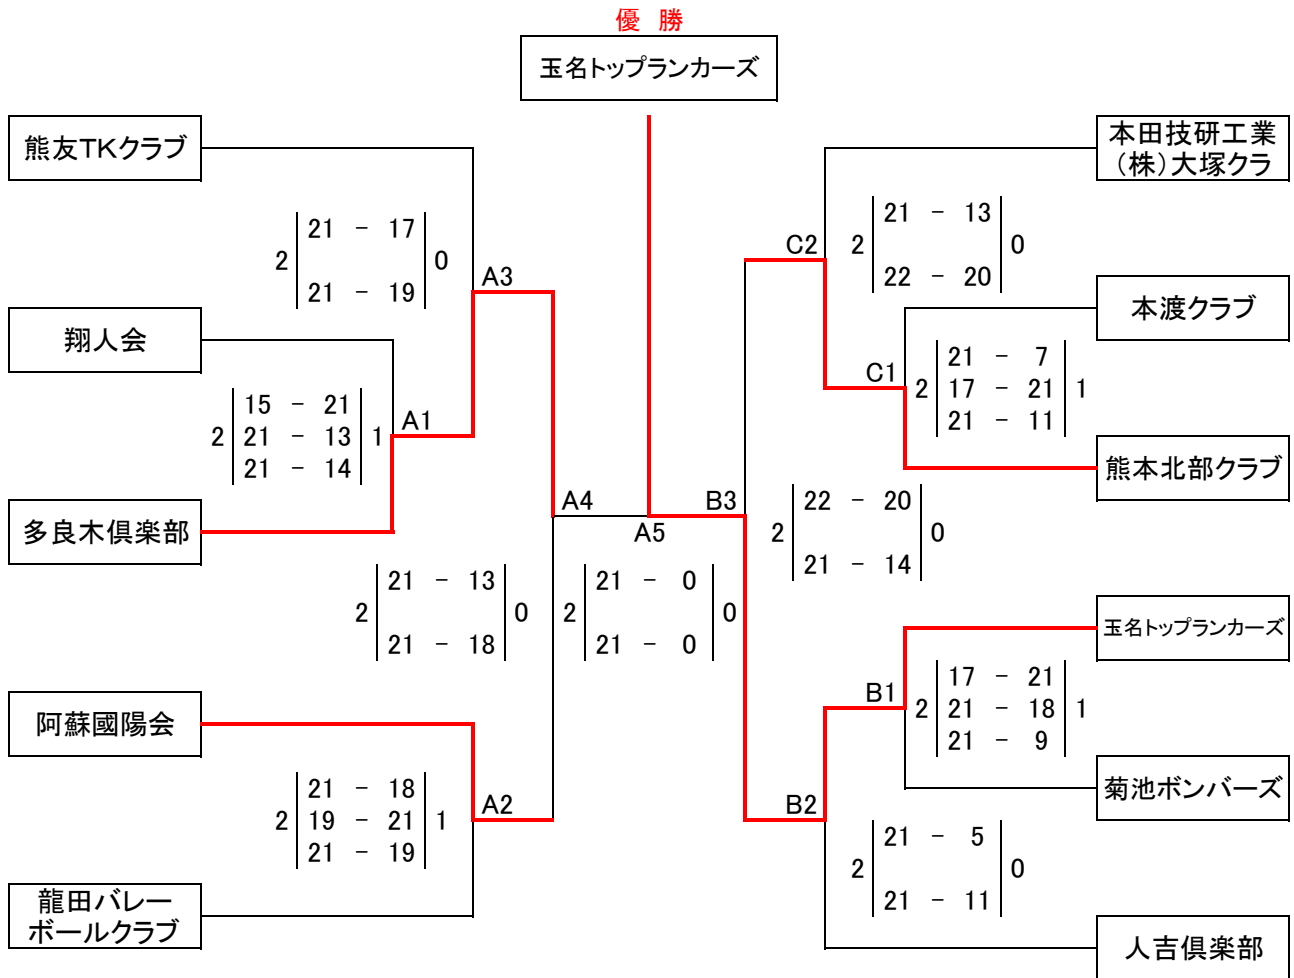 優 勝
玉名トップランカーズ
熊友TKクラブ
本田技研工業
(株)大塚クラ
21 - 17
2 0
21 - 19
A3
C2
21 - 13
2 0
22 - 20
翔人会
本渡クラブ
15 - 21
2 21 - 13 1
21 - 14
A1
C1
21 - 7
2 17 - 21 1
21 - 11
熊本北部クラブ
多良木倶楽部
A4
A5
B3
22 - 20
2 0
21 - 14
21 - 13
2 0
21 - 18
21 - 0
2 0
21 - 0
玉名トップランカーズ
阿蘇國陽会
B1
17 - 21
2 21 - 18 1
21 - 9
菊池ボンバーズ
21 - 18
2 19 - 21 1
21 - 19
A2
B2
21 - 5
2 0
21 - 11
龍田バレー
ボールクラブ
人吉倶楽部